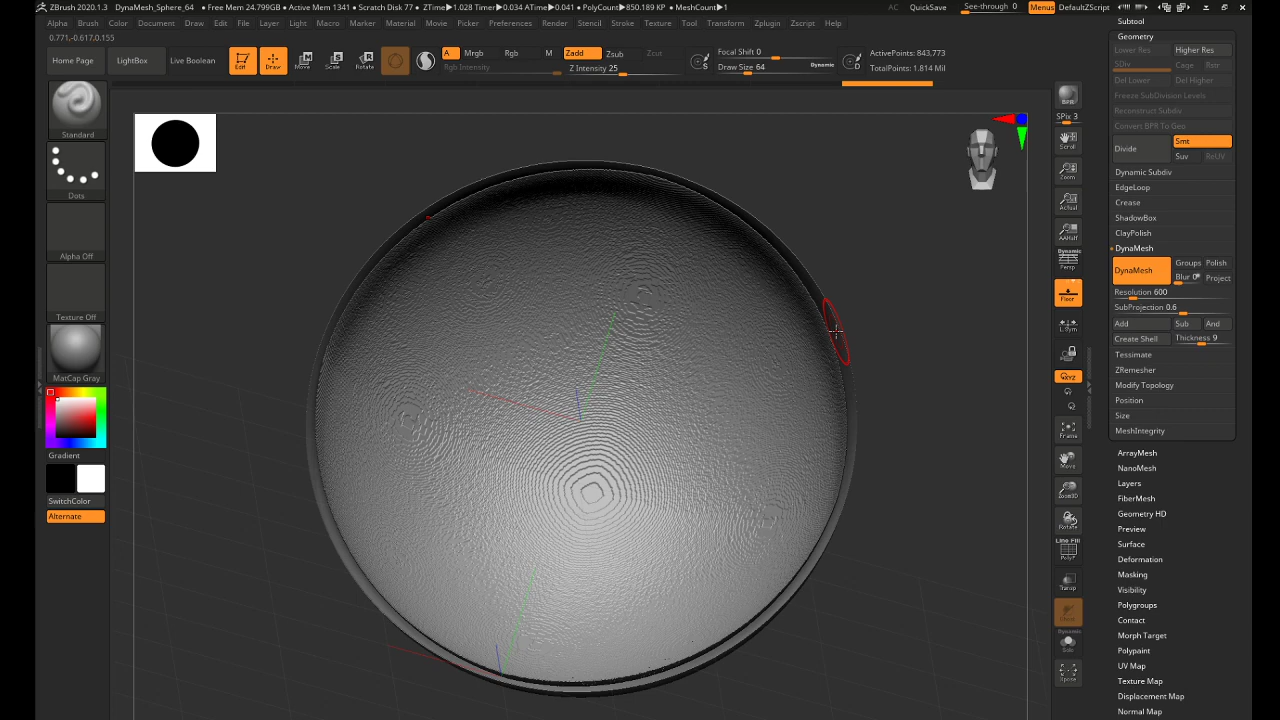 ZBrush 2020.1.3 DynaMesh_Sphere_64 ● Free Mem 24.799GB ● Active Mem 1341 ● Scratch Disk 77 ● ZTime▶1.028 Timer▶0.034 ATime▶0.041 ● PolyCount▶850.189 KP ● MeshCount▶1 AC QuickSave See-through 0 Menus DefaultZScript
Alpha Brush Color Document Draw Edit File Layer Light Macro Marker Material Movie Picker Preferences Render Stencil Stroke Texture Tool Transform Zplugin Zscript
0.771,-0.617,0.155
Home Page LightBox Live Boolean Edit Draw Move Scale Rotate
A Mrgb Rgb M Zadd Zsub Zcut
Rgb Intensity Z Intensity 25
S Focal Shift 0
Draw Size 64 Dynamic D
ActivePoints: 843,773
TotalPoints: 1.814 Mil
Standard
Dots
Alpha Off
Texture Off
MatCap Gray
Gradient
SwitchColor
Alternate
BPR
SPix 3
Scroll
Zoom
Actual
AAHalf
Dynamic
Persp
Floor
L.Sym
XYZ
Frame
Move
Zoom3D
Rotate
Line Fill
PolyF
Transp
Dynamic
Solo
Xpose
Subtool
Geometry
Lower Res Higher Res
SDiv Cage Rstr
Del Lower Del Higher
Freeze SubDivision Levels
Reconstruct Subdiv
Convert BPR To Geo
Divide Smt
Suv ReUV
Dynamic Subdiv
EdgeLoop
Crease
ShadowBox
ClayPolish
DynaMesh
DynaMesh Groups Polish
Blur 0 Project
Resolution 600
SubProjection 0.6
Add Sub And
Create Shell Thickness 9
Tessimate
ZRemesher
Modify Topology
Position
Size
MeshIntegrity
ArrayMesh
NanoMesh
Layers
FiberMesh
Geometry HD
Preview
Surface
Deformation
Masking
Visibility
Polygroups
Contact
Morph Target
Polypaint
UV Map
Texture Map
Displacement Map
Normal Map